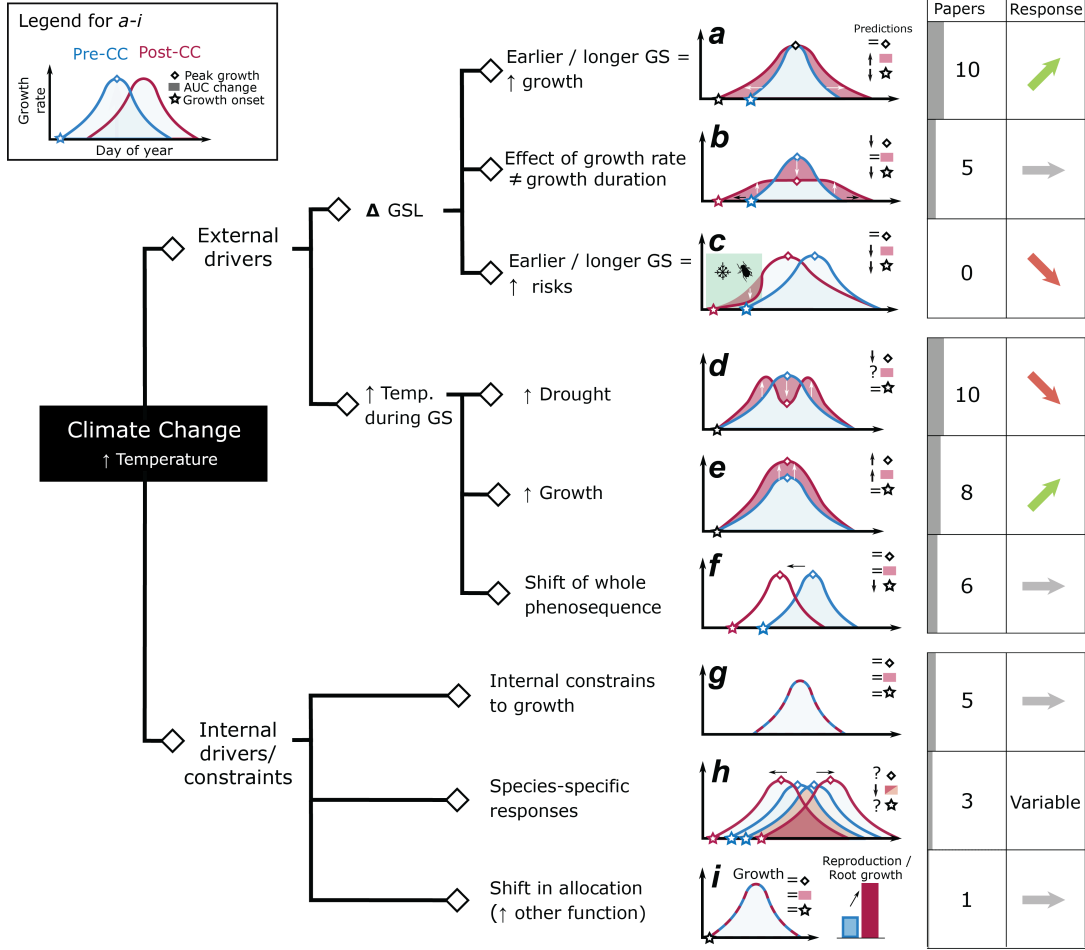 Legend for a-i
Pre-CC Post-CC
Growth
rate
Peak growth
AUC change
Growth onset
Day of year
Climate Change
↑ Temperature
External
drivers
Δ GSL
Earlier / longer GS =
↑ growth
Effect of growth rate
≠ growth duration
Earlier / longer GS =
↑ risks
↑ Temp.
during GS
↑ Drought
↑ Growth
Shift of whole
phenosequence
Internal
drivers/
constraints
Internal constrains
to growth
Species-specific
responses
Shift in allocation
(↑ other function)
a
Predictions
=
↑
↓
b
↓
=
↓
c
=
↓
↓
d
↓
?
=
e
↑
↑
=
f
=
=
↓
g
=
=
=
h
?
↓
?
i
Growth
=
=
=
Reproduction /
Root growth
Papers Response
10
5
0
10
8
6
5
3 Variable
1